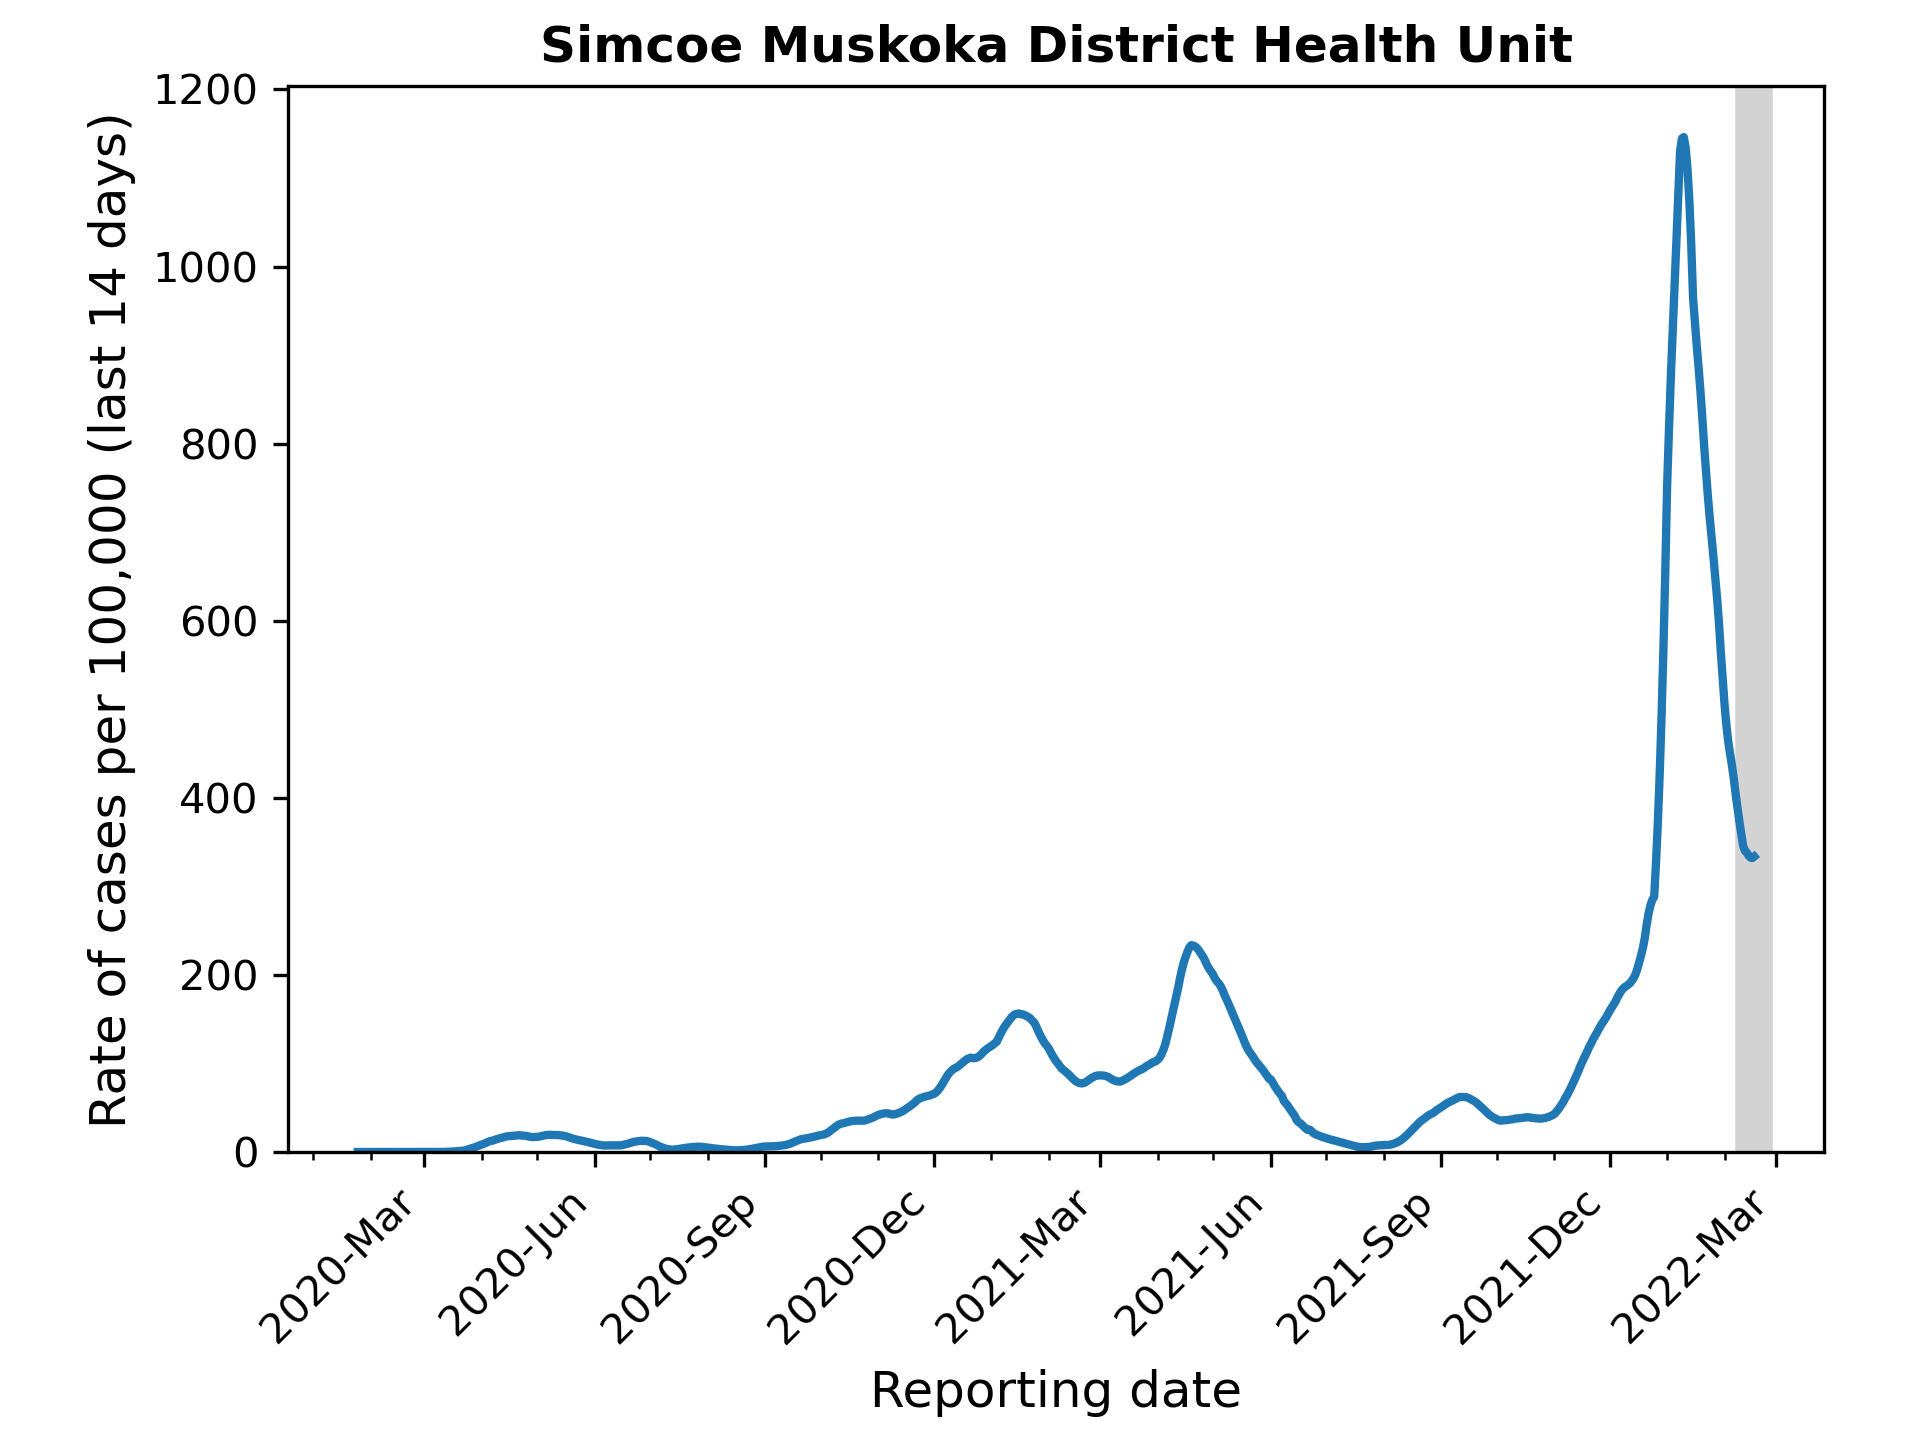 Simcoe Muskoka District Health Unit
Rate of cases per 100,000 (last 14 days)
1200
1000
800
600
400
200
0
2020-Mar
2020-Jun
2020-Sep
2020-Dec
2021-Mar
2021-Jun
2021-Sep
2021-Dec
2022-Mar
Reporting date